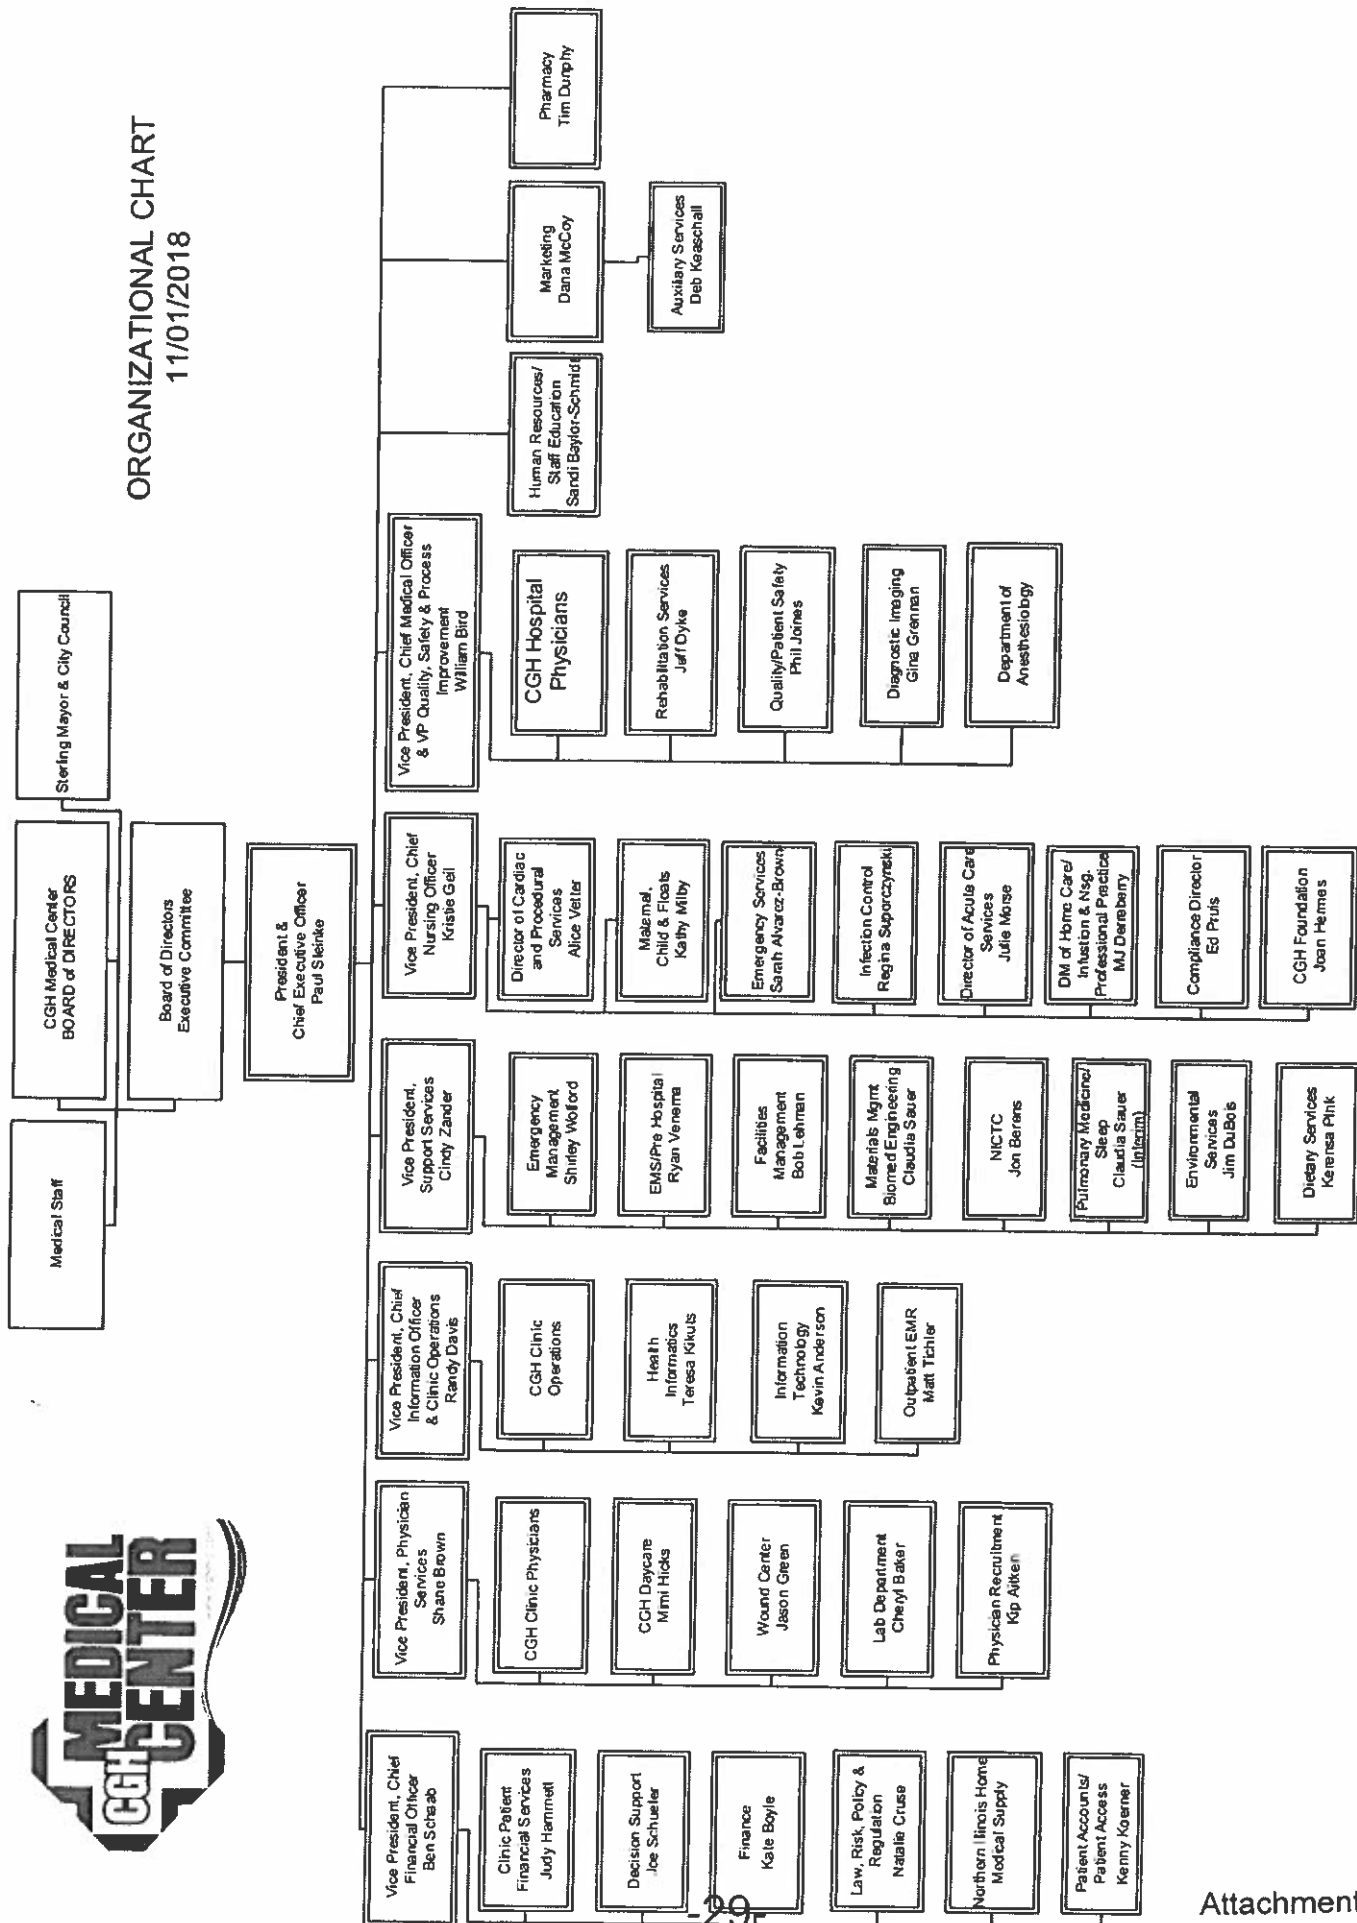 CGH MEDICAL
CENTER
ORGANIZATIONAL CHART
11/01/2018
Medical Staff
CGH Medical Center
BOARD of DIRECTORS
Sterling Mayor & City Council
Board of Directors
Executive Committee
President &
Chief Executive Officer
Paul Steinke
Vice President, Chief
Financial Officer
Ben Schaab
Clinic Patient
Financial Services
Judy Hammett
Decision Support
Joe Schueler
Finance
Kate Boyle
Law, Risk, Policy &
Regulation
Natalie Cruse
Northern Illinois Home
Medical Supply
Patient Accounts/
Patient Access
Kenny Koerner
Vice President, Physician
Services
Shane Brown
CGH Clinic Physicians
CGH Daycare
Mimi Hicks
Wound Center
Jason Green
Lab Department
Cheryl Baker
Physician Recruitment
Kip Aitken
Vice President, Chief
Information Officer
& Clinic Operations
Randy Davis
CGH Clinic
Operations
Health
Informatics
Teresa Kikuts
Information
Technology
Kevin Anderson
Outpatient EMR
Matt Tichler
Vice President,
Support Services
Cindy Zander
Emergency
Management
Shirley Wofford
EMS/Pre Hospital
Ryan Venema
Facilities
Management
Bob Lehman
Materials Mgmt
Biomed Engineering
Claudia Sauer
NICTC
Jon Berens
Pulmonary Medicine/
Sleep
Claudia Sauer
(Interim)
Environmental
Services
Jim DuBois
Dietary Services
Kerensa Pink
Vice President, Chief
Nursing Officer
Kristie Geil
Director of Cardiac
and Procedural
Services
Alice Vetter
Maternal,
Child & Floats
Kathy Milby
Emergency Services
Sarah Alvarez-Brown
Infection Control
Regina Suporczynski
Director of Acute Care
Services
Julie Morse
DM of Home Care/
Infustion & Nsg.
Professional Practice
MJ Derreberry
Compliance Director
Ed Pruis
CGH Foundation
Joan Hermes
Vice President, Chief Medical Officer
& VP Quality, Safety & Process
Improvement
William Bird
CGH Hospital
Physicians
Rehabilitation Services
Jeff Dyke
Quality/Patient Safety
Phil Joines
Diagnostic Imaging
Gina Grennan
Department of
Anesthesiology
Human Resources/
Staff Education
Sandi Baylor-Schmidt
Marketing
Dana McCoy
Auxiliary Services
Deb Keaschall
Pharmacy
Tim Dunphy
-29-
Attachment